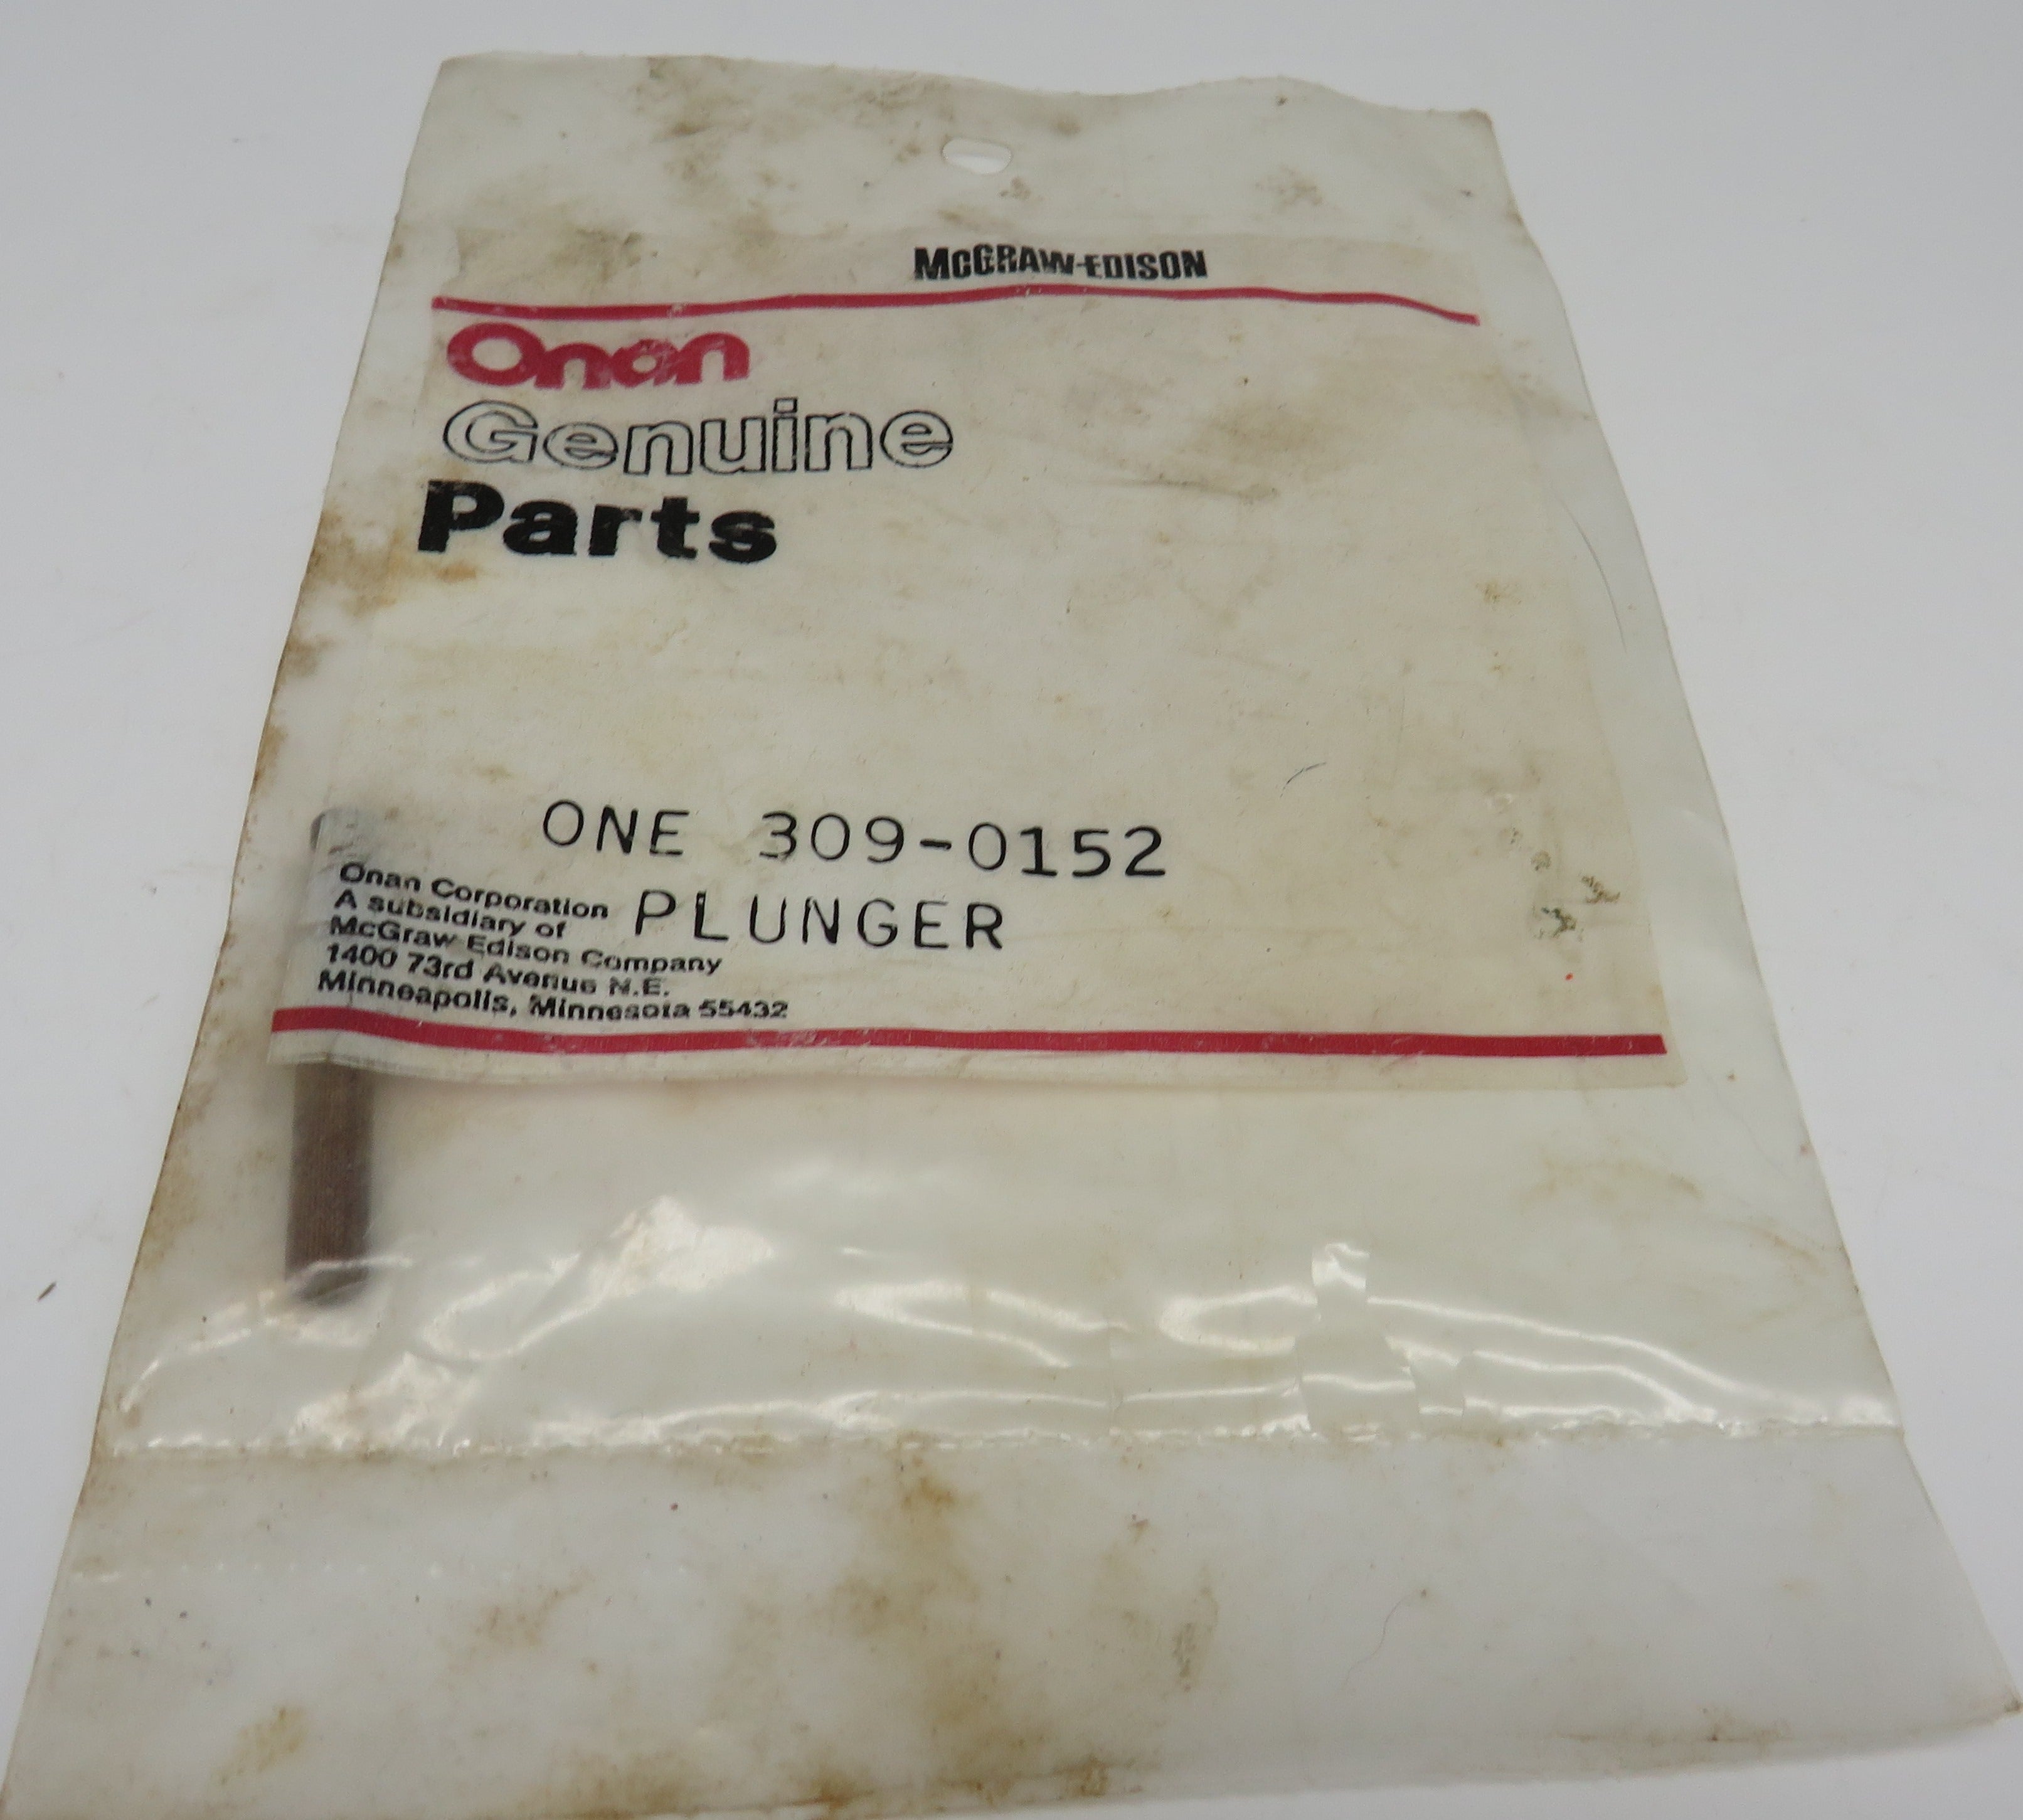 McGRAW-EDISON
Onan
Genuine
Parts
ONE 309-0152
PLUNGER
Onan Corporation
A subsidiary of
McGraw Edison Company
1400 73rd Avenue N.E.
Minneapolis, Minnesota 55432